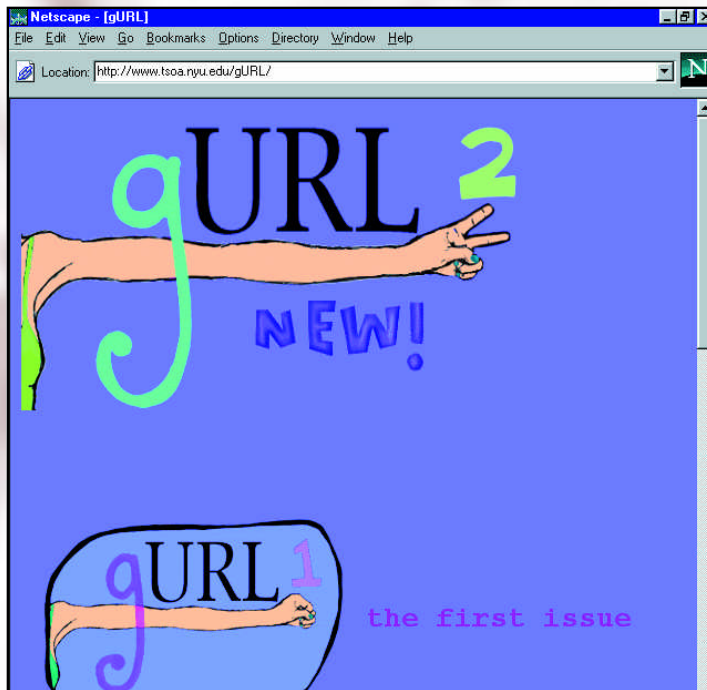 Netscape - [gURL]
File Edit View Go Bookmarks Options Directory Window Help
Location: http://www.tsoa.nyu.edu/gURL/
N
gURL 2
NEW!
gURL 1
the first issue